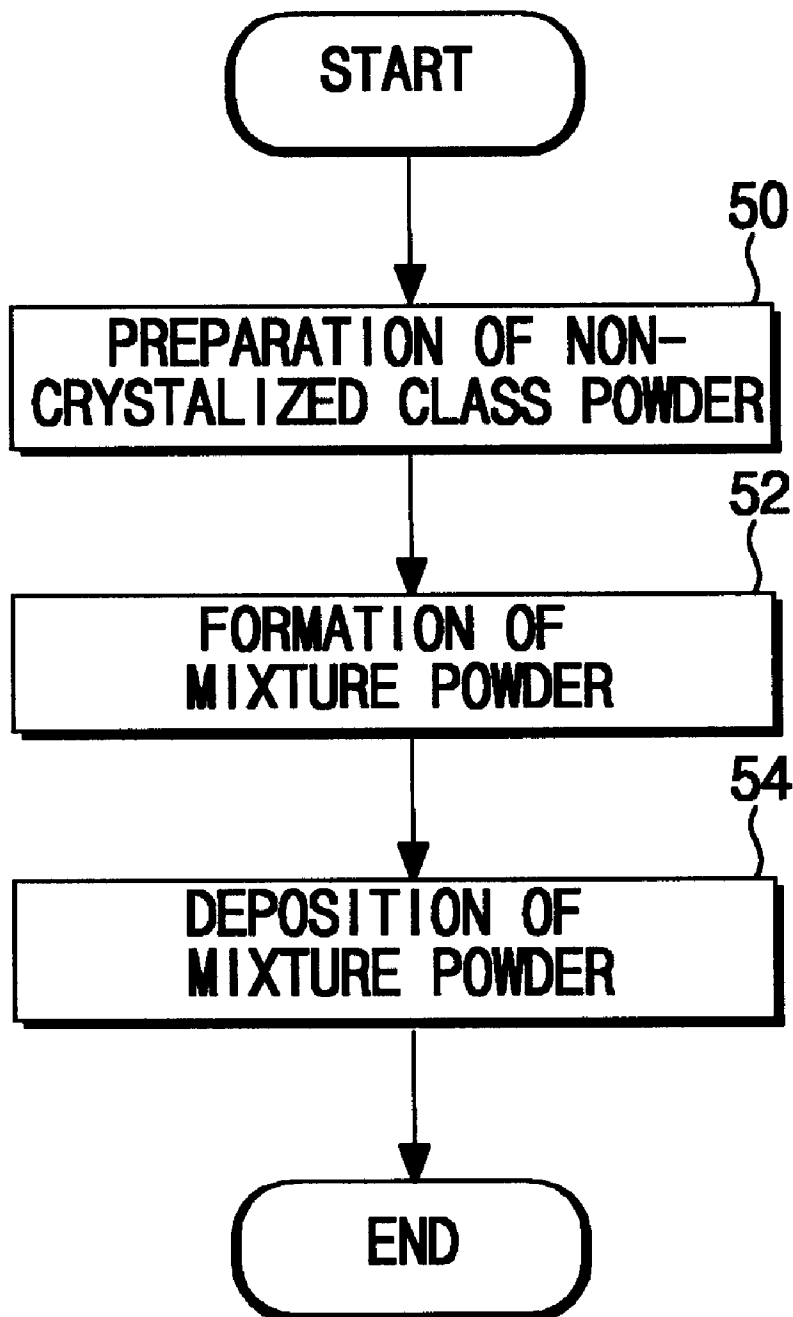 START
50
PREPARATION OF NON-
CRYSTALIZED CLASS POWDER
52
FORMATION OF
MIXTURE POWDER
54
DEPOSITION OF
MIXTURE POWDER
END